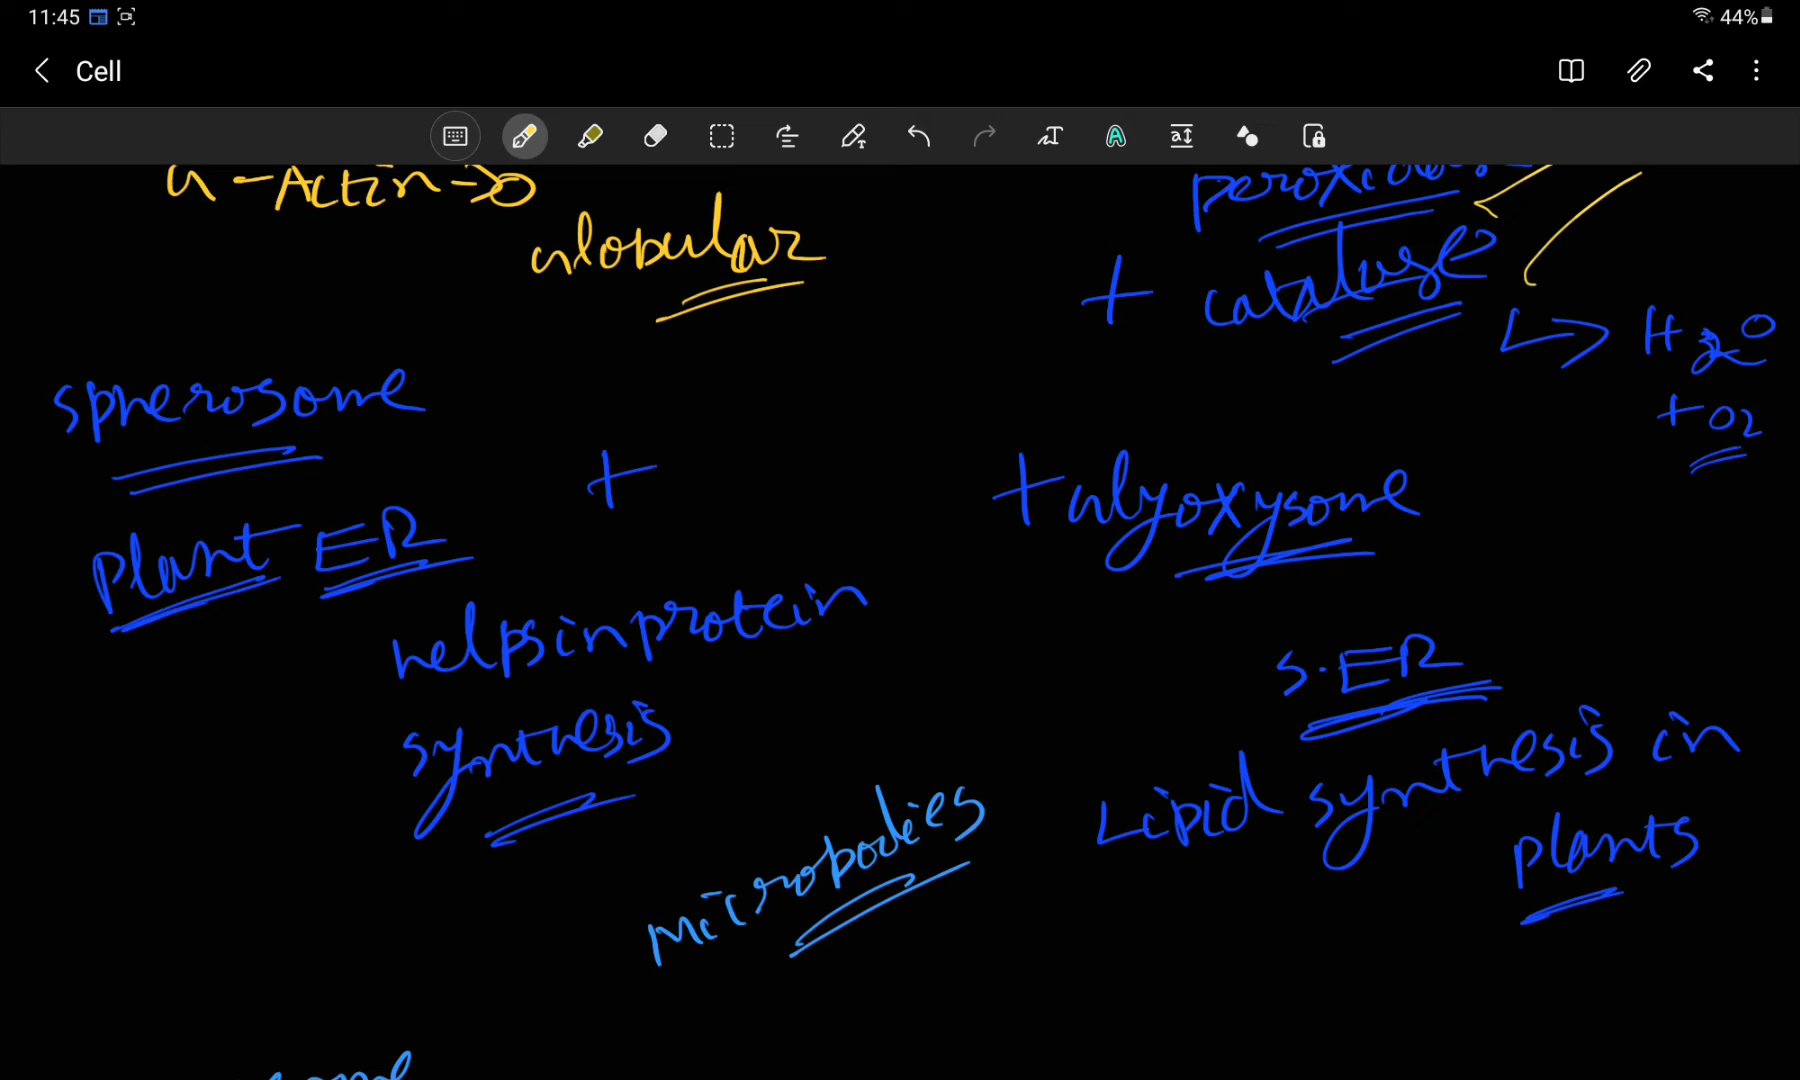 11:45
44%
Cell
G-Actin→
globular
+ catalase
→ H2O
+ O2
spherosome
+
+ glyoxysome
Plant ER
helps in protein
synthesis
S.ER
Lipid synthesis in
plants
Microbodies